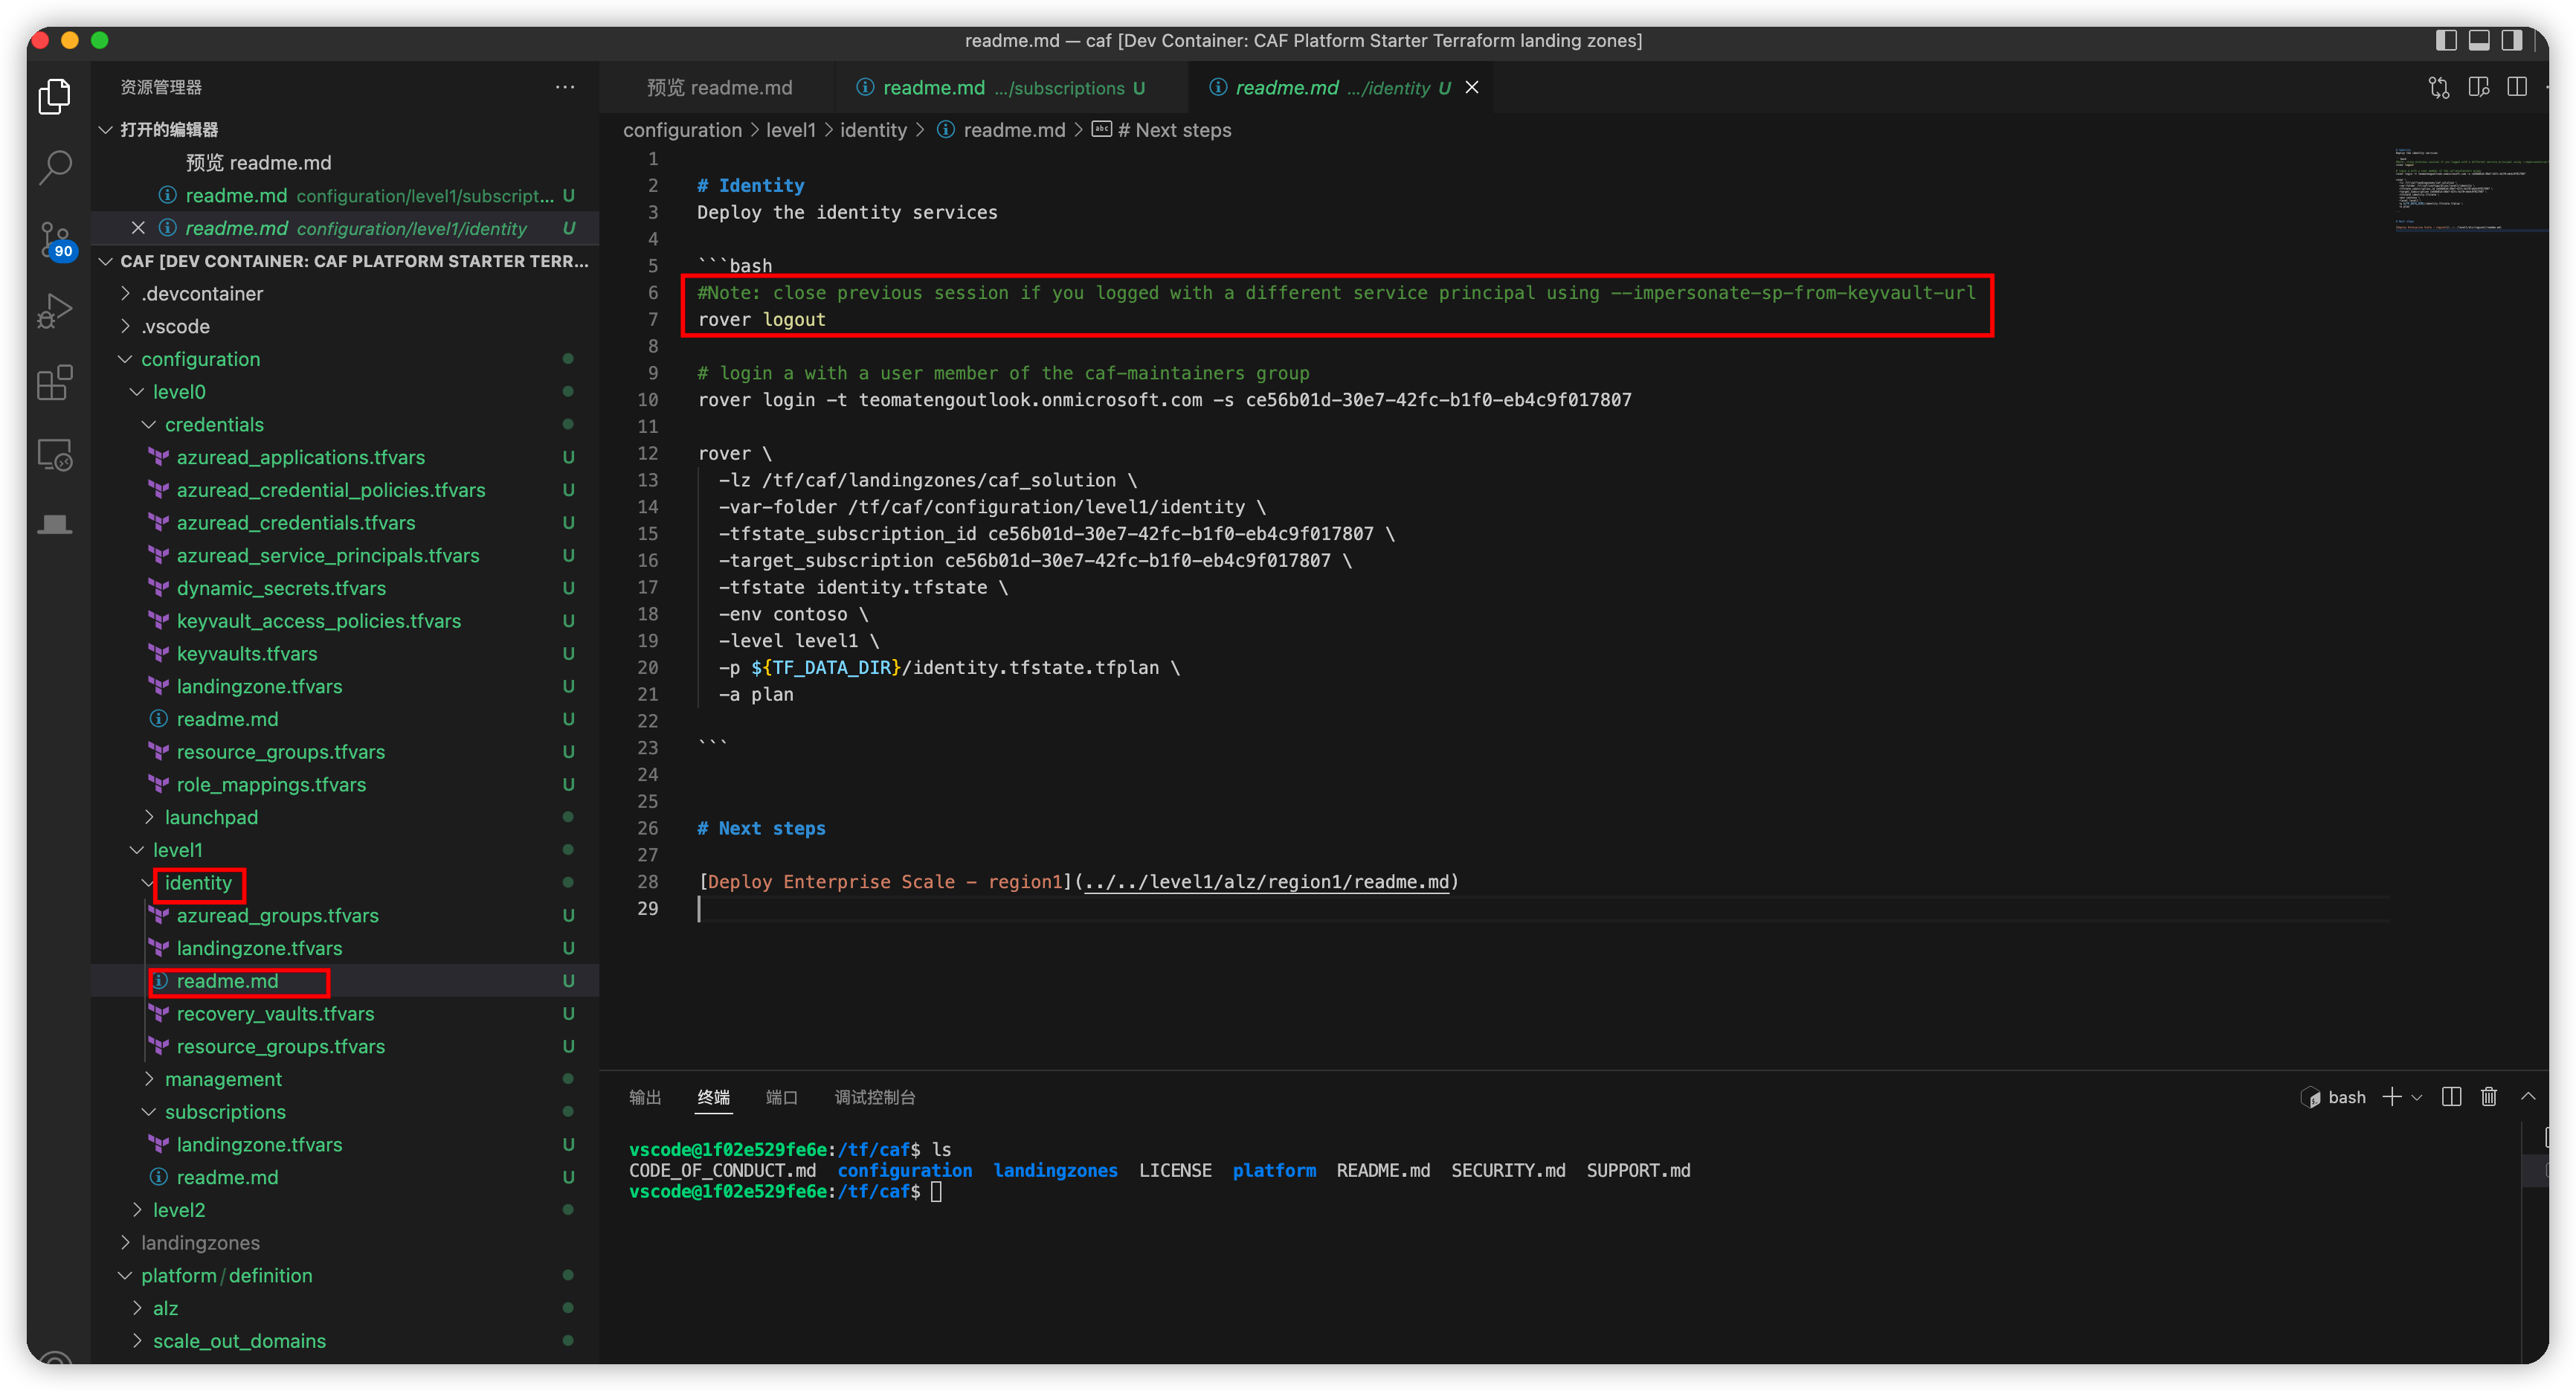 readme.md — caf [Dev Container: CAF Platform Starter Terraform landing zones]
资源管理器
打开的编辑器
预览 readme.md
readme.md configuration/level1/subscript... U
readme.md configuration/level1/identity U
90
CAF [DEV CONTAINER: CAF PLATFORM STARTER TERR...
.devcontainer
.vscode
configuration
level0
credentials
azuread_applications.tfvars U
azuread_credential_policies.tfvars U
azuread_credentials.tfvars U
azuread_service_principals.tfvars U
dynamic_secrets.tfvars U
keyvault_access_policies.tfvars U
keyvaults.tfvars U
landingzone.tfvars U
readme.md U
resource_groups.tfvars U
role_mappings.tfvars U
launchpad
level1
identity
azuread_groups.tfvars U
landingzone.tfvars U
readme.md U
recovery_vaults.tfvars U
resource_groups.tfvars U
management
subscriptions
landingzone.tfvars U
readme.md U
level2
landingzones
platform / definition
alz
scale_out_domains
预览 readme.md
readme.md .../subscriptions U
readme.md .../identity U
configuration > level1 > identity > readme.md > abc # Next steps
1
2 # Identity
3 Deploy the identity services
4
5 ```bash
6 #Note: close previous session if you logged with a different service principal using --impersonate-sp-from-keyvault-url
7 rover logout
8
9 # login a with a user member of the caf-maintainers group
10 rover login -t teomatengoutlook.onmicrosoft.com -s ce56b01d-30e7-42fc-b1f0-eb4c9f017807
11
12 rover \
13 -lz /tf/caf/landingzones/caf_solution \
14 -var-folder /tf/caf/configuration/level1/identity \
15 -tfstate_subscription_id ce56b01d-30e7-42fc-b1f0-eb4c9f017807 \
16 -target_subscription ce56b01d-30e7-42fc-b1f0-eb4c9f017807 \
17 -tfstate identity.tfstate \
18 -env contoso \
19 -level level1 \
20 -p ${TF_DATA_DIR}/identity.tfstate.tfplan \
21 -a plan
22
23 ```
24
25
26 # Next steps
27
28 [Deploy Enterprise Scale - region1](../../level1/alz/region1/readme.md)
29
输出 终端 端口 调试控制台
bash
vscode@1f02e529fe6e:/tf/caf$ ls
CODE_OF_CONDUCT.md configuration landingzones LICENSE platform README.md SECURITY.md SUPPORT.md
vscode@1f02e529fe6e:/tf/caf$